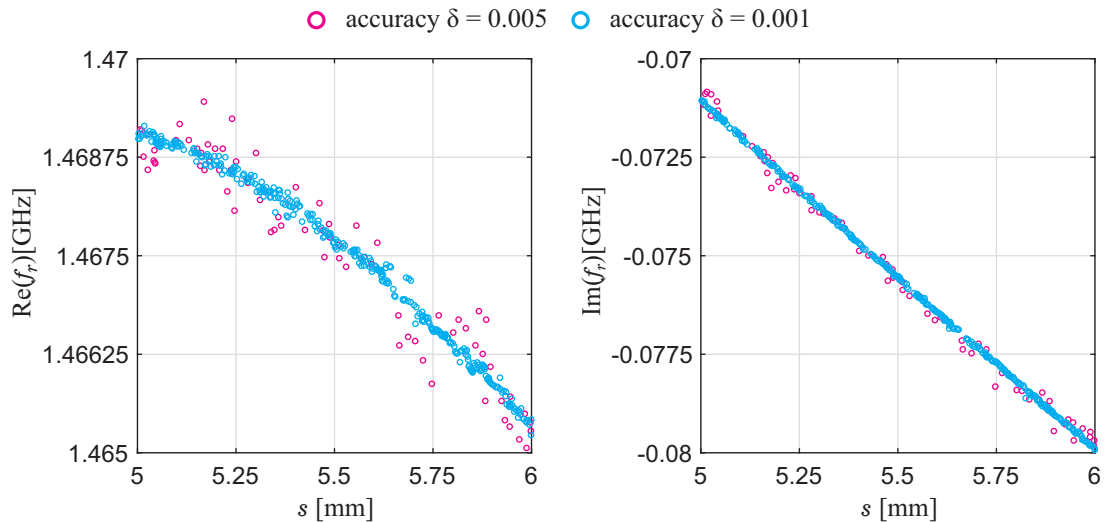 accuracy δ = 0.005 accuracy δ = 0.001
Re(f_r)[GHz]
1.47
1.46875
1.4675
1.46625
1.465
5 5.25 5.5 5.75 6
s [mm]
Im(f_r)[GHz]
-0.07
-0.0725
-0.075
-0.0775
-0.08
5 5.25 5.5 5.75 6
s [mm]